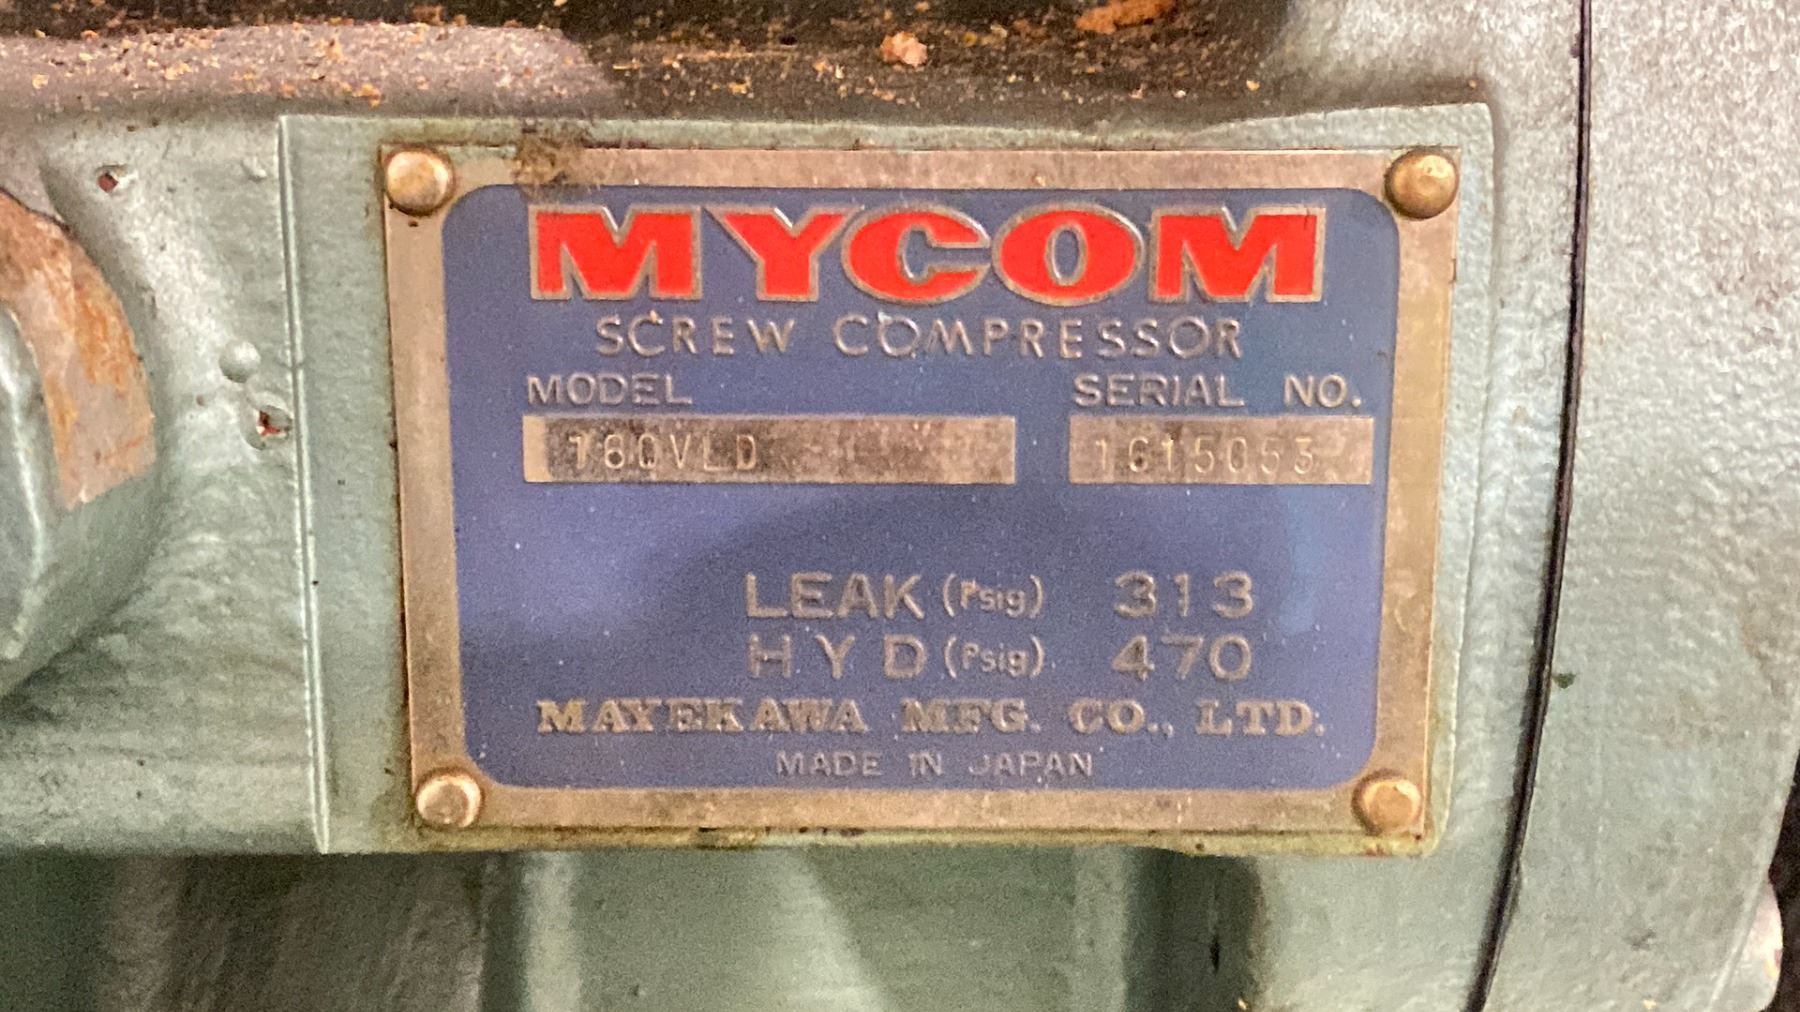 MYCOM
SCREW COMPRESSOR
MODEL SERIAL NO.
160VLD 1615053
LEAK (Psig) 313
HYD (Psig) 470
MAYEKAWA MFG. CO., LTD.
MADE IN JAPAN